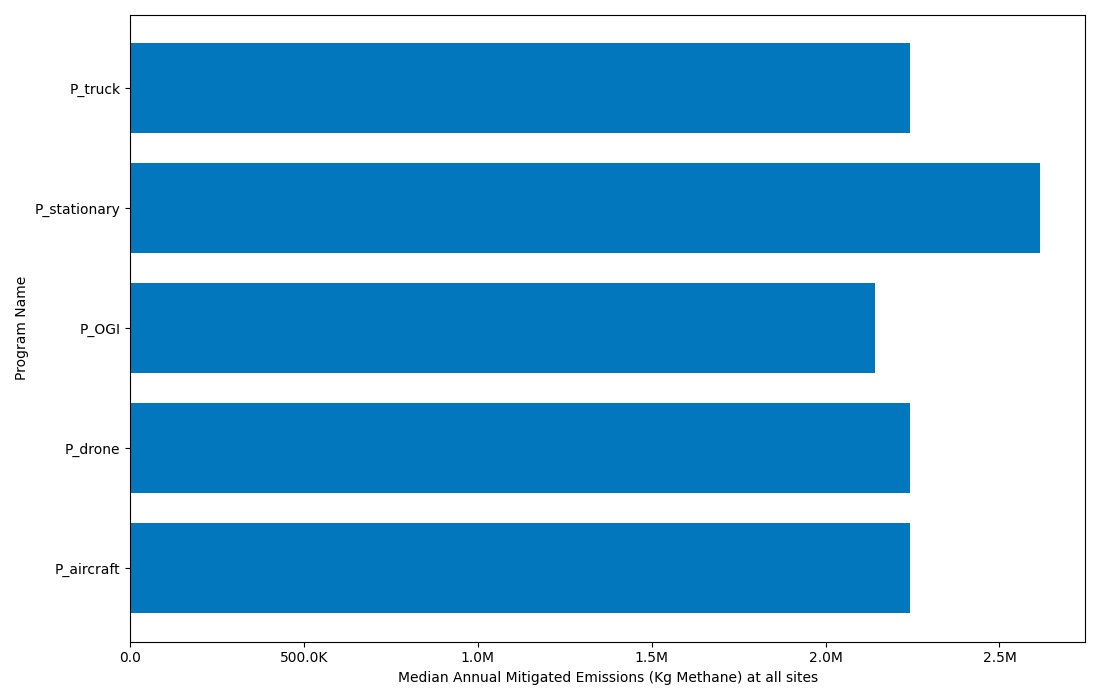 P_truck
P_stationary
P_OGI
P_drone
P_aircraft
Program Name
0.0 500.0K 1.0M 1.5M 2.0M 2.5M
Median Annual Mitigated Emissions (Kg Methane) at all sites